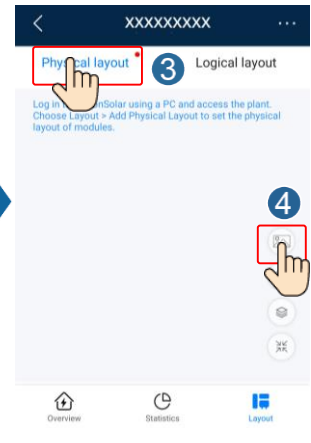 XXXXXXXXX
Physical layout
3
Logical layout
Log in using a PC and access the plant.
Choose Layout > Add Physical Layout to set the physical
layout of modules.
4
Overview
Statistics
Layout